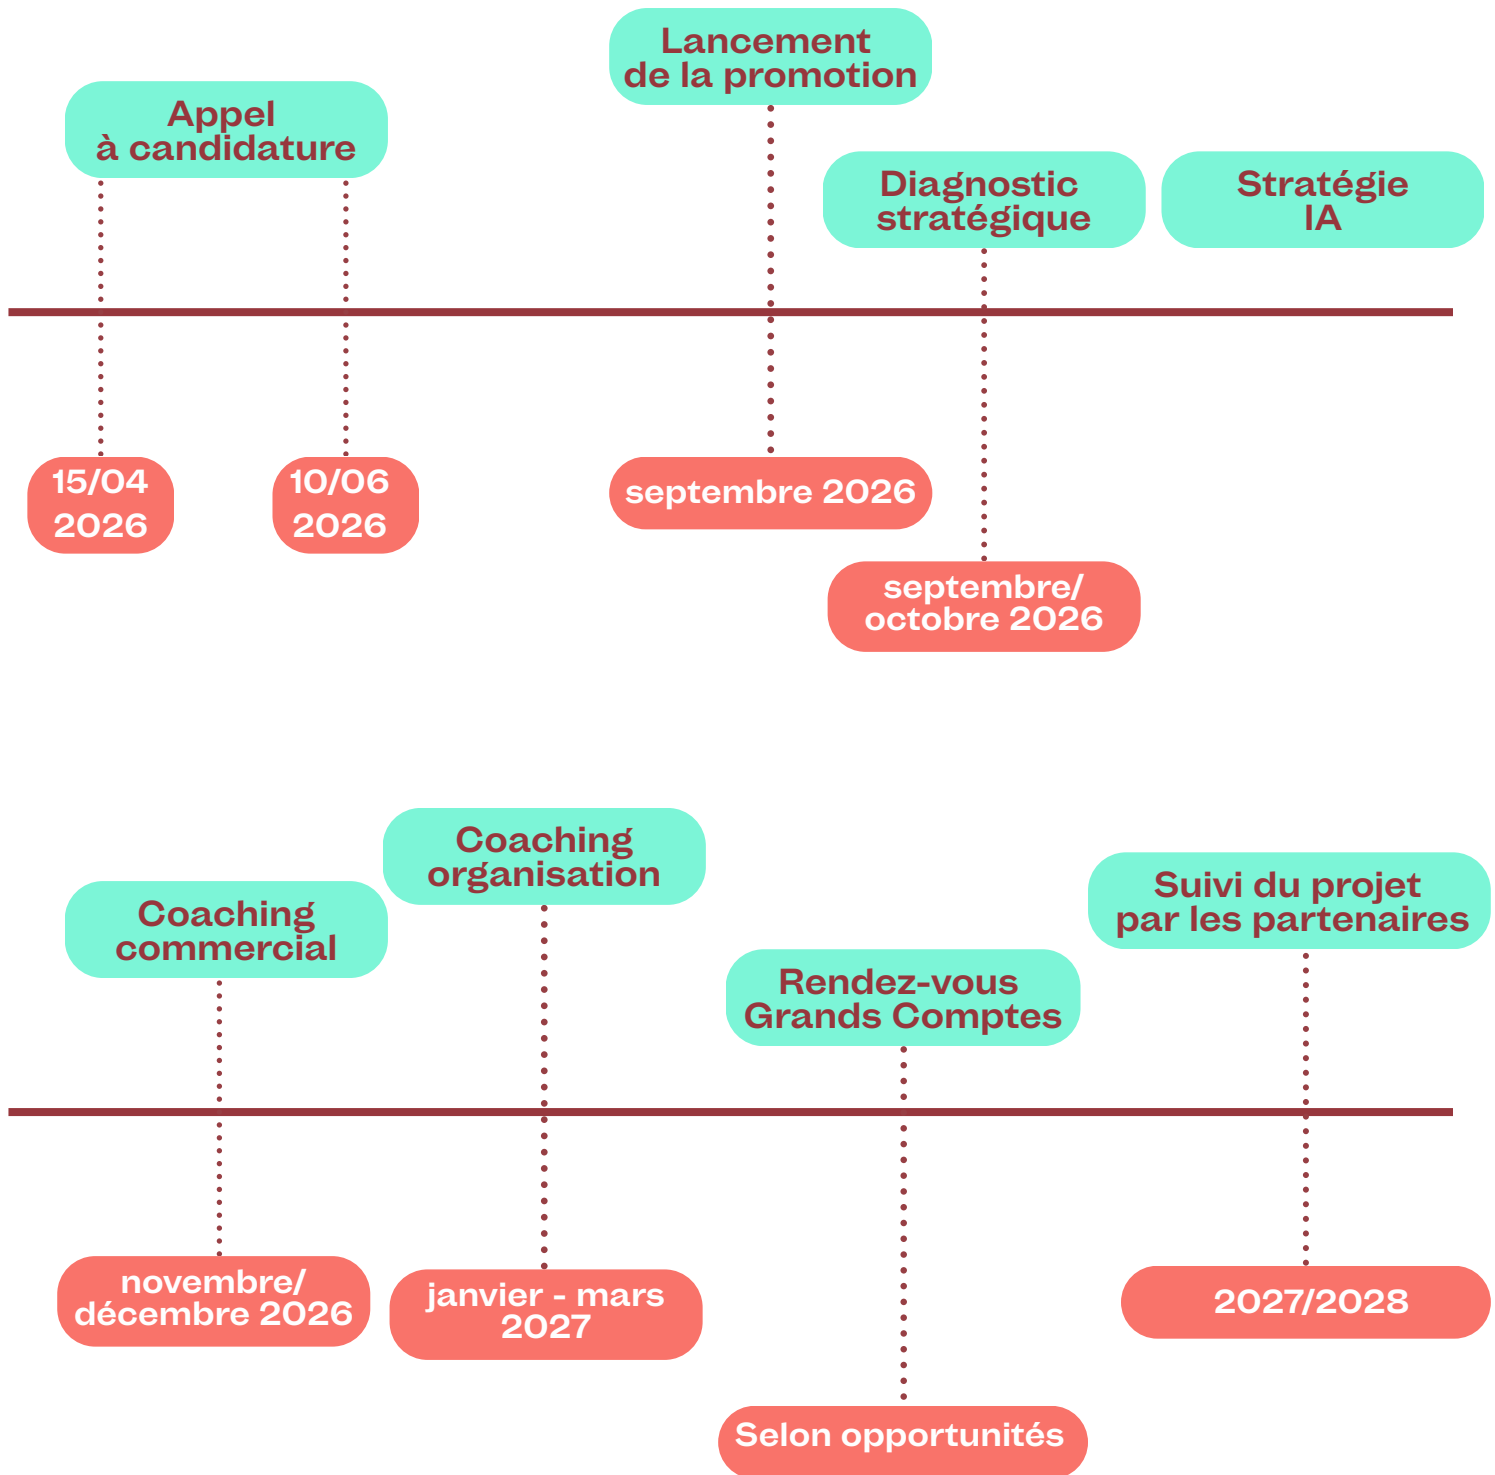 Lancement
de la promotion
Appel
à candidature
Diagnostic
stratégique
Stratégie
IA
15/04
2026
10/06
2026
septembre 2026
septembre/
octobre 2026
Coaching
organisation
Coaching
commercial
Suivi du projet
par les partenaires
Rendez-vous
Grands Comptes
novembre/
décembre 2026
janvier - mars
2027
2027/2028
Selon opportunités